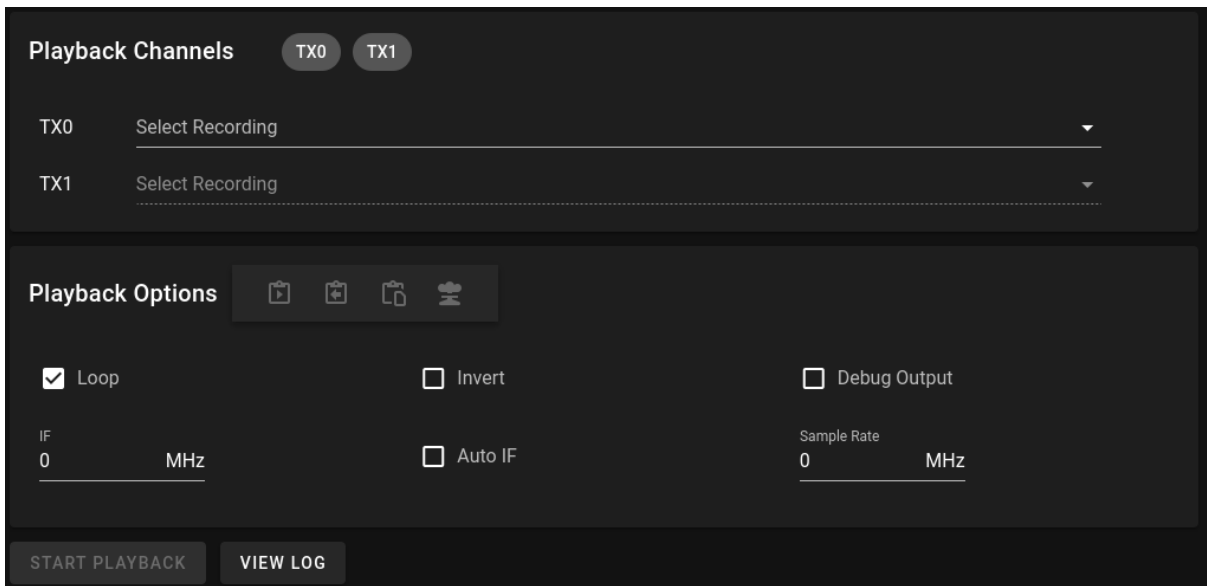 Playback Channels TX0 TX1
TX0 Select Recording
TX1 Select Recording
Playback Options
Loop Invert Debug Output
IF Sample Rate
0 MHz Auto IF 0 MHz
START PLAYBACK VIEW LOG